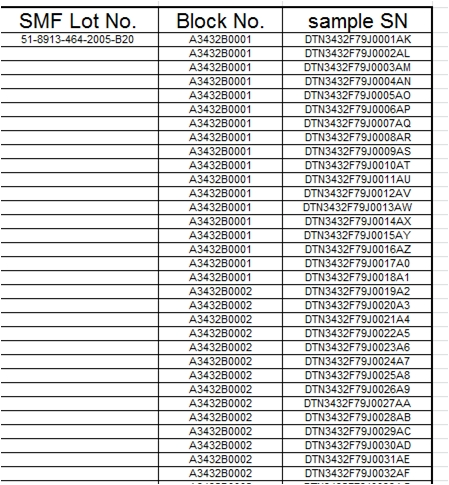 SMF Lot No. Block No. sample SN
51-8913-464-2005-B20 A3432B0001 DTN3432F79J0001AK
A3432B0001 DTN3432F79J0002AL
A3432B0001 DTN3432F79J0003AM
A3432B0001 DTN3432F79J0004AN
A3432B0001 DTN3432F79J0005AO
A3432B0001 DTN3432F79J0006AP
A3432B0001 DTN3432F79J0007AQ
A3432B0001 DTN3432F79J0008AR
A3432B0001 DTN3432F79J0009AS
A3432B0001 DTN3432F79J0010AT
A3432B0001 DTN3432F79J0011AU
A3432B0001 DTN3432F79J0012AV
A3432B0001 DTN3432F79J0013AW
A3432B0001 DTN3432F79J0014AX
A3432B0001 DTN3432F79J0015AY
A3432B0001 DTN3432F79J0016AZ
A3432B0001 DTN3432F79J0017A0
A3432B0001 DTN3432F79J0018A1
A3432B0002 DTN3432F79J0019A2
A3432B0002 DTN3432F79J0020A3
A3432B0002 DTN3432F79J0021A4
A3432B0002 DTN3432F79J0022A5
A3432B0002 DTN3432F79J0023A6
A3432B0002 DTN3432F79J0024A7
A3432B0002 DTN3432F79J0025A8
A3432B0002 DTN3432F79J0026A9
A3432B0002 DTN3432F79J0027AA
A3432B0002 DTN3432F79J0028AB
A3432B0002 DTN3432F79J0029AC
A3432B0002 DTN3432F79J0030AD
A3432B0002 DTN3432F79J0031AE
A3432B0002 DTN3432F79J0032AF